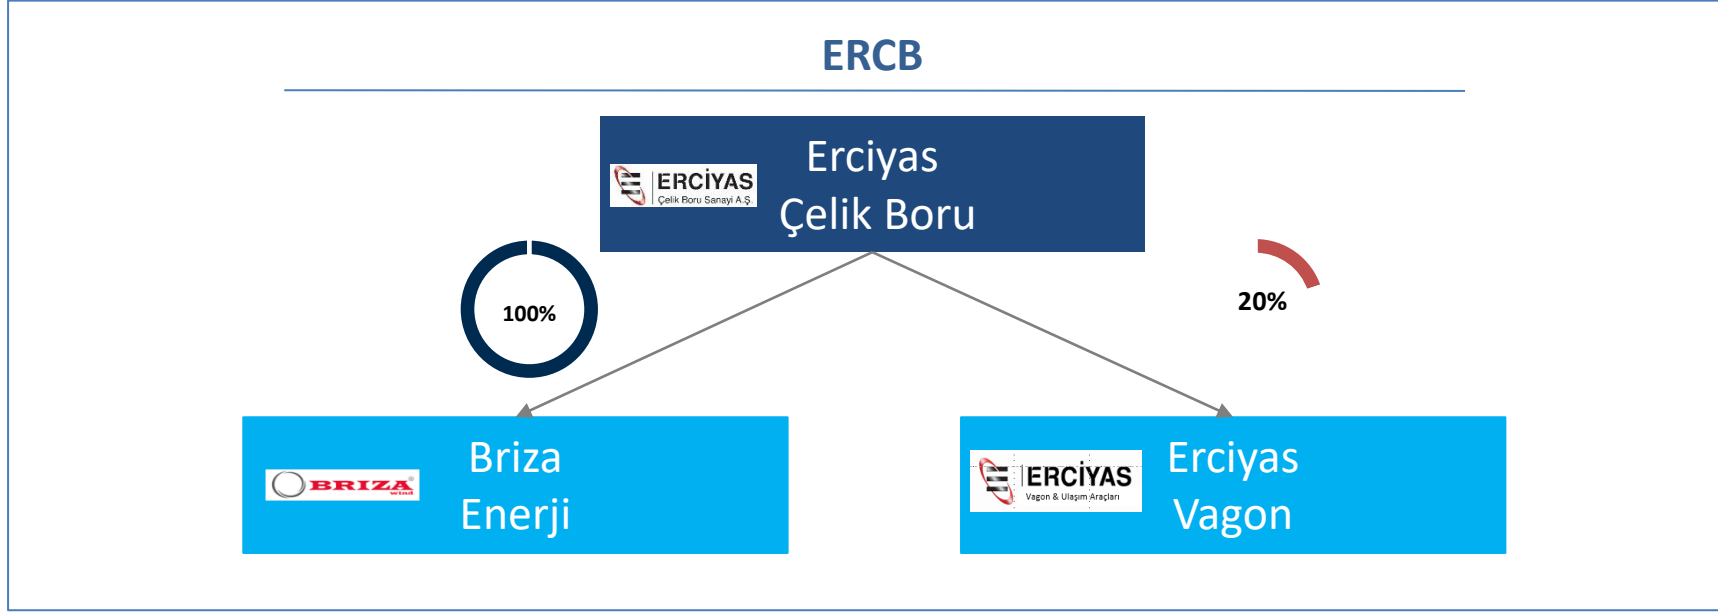 ERCB
Erciyas
Çelik Boru
ERCİYAS
Çelik Boru Sanayi A.Ş.
100%
20%
Briza
Enerji
BRIZA®
wind
Erciyas
Vagon
ERCİYAS
Vagon & Ulaşım Araçları